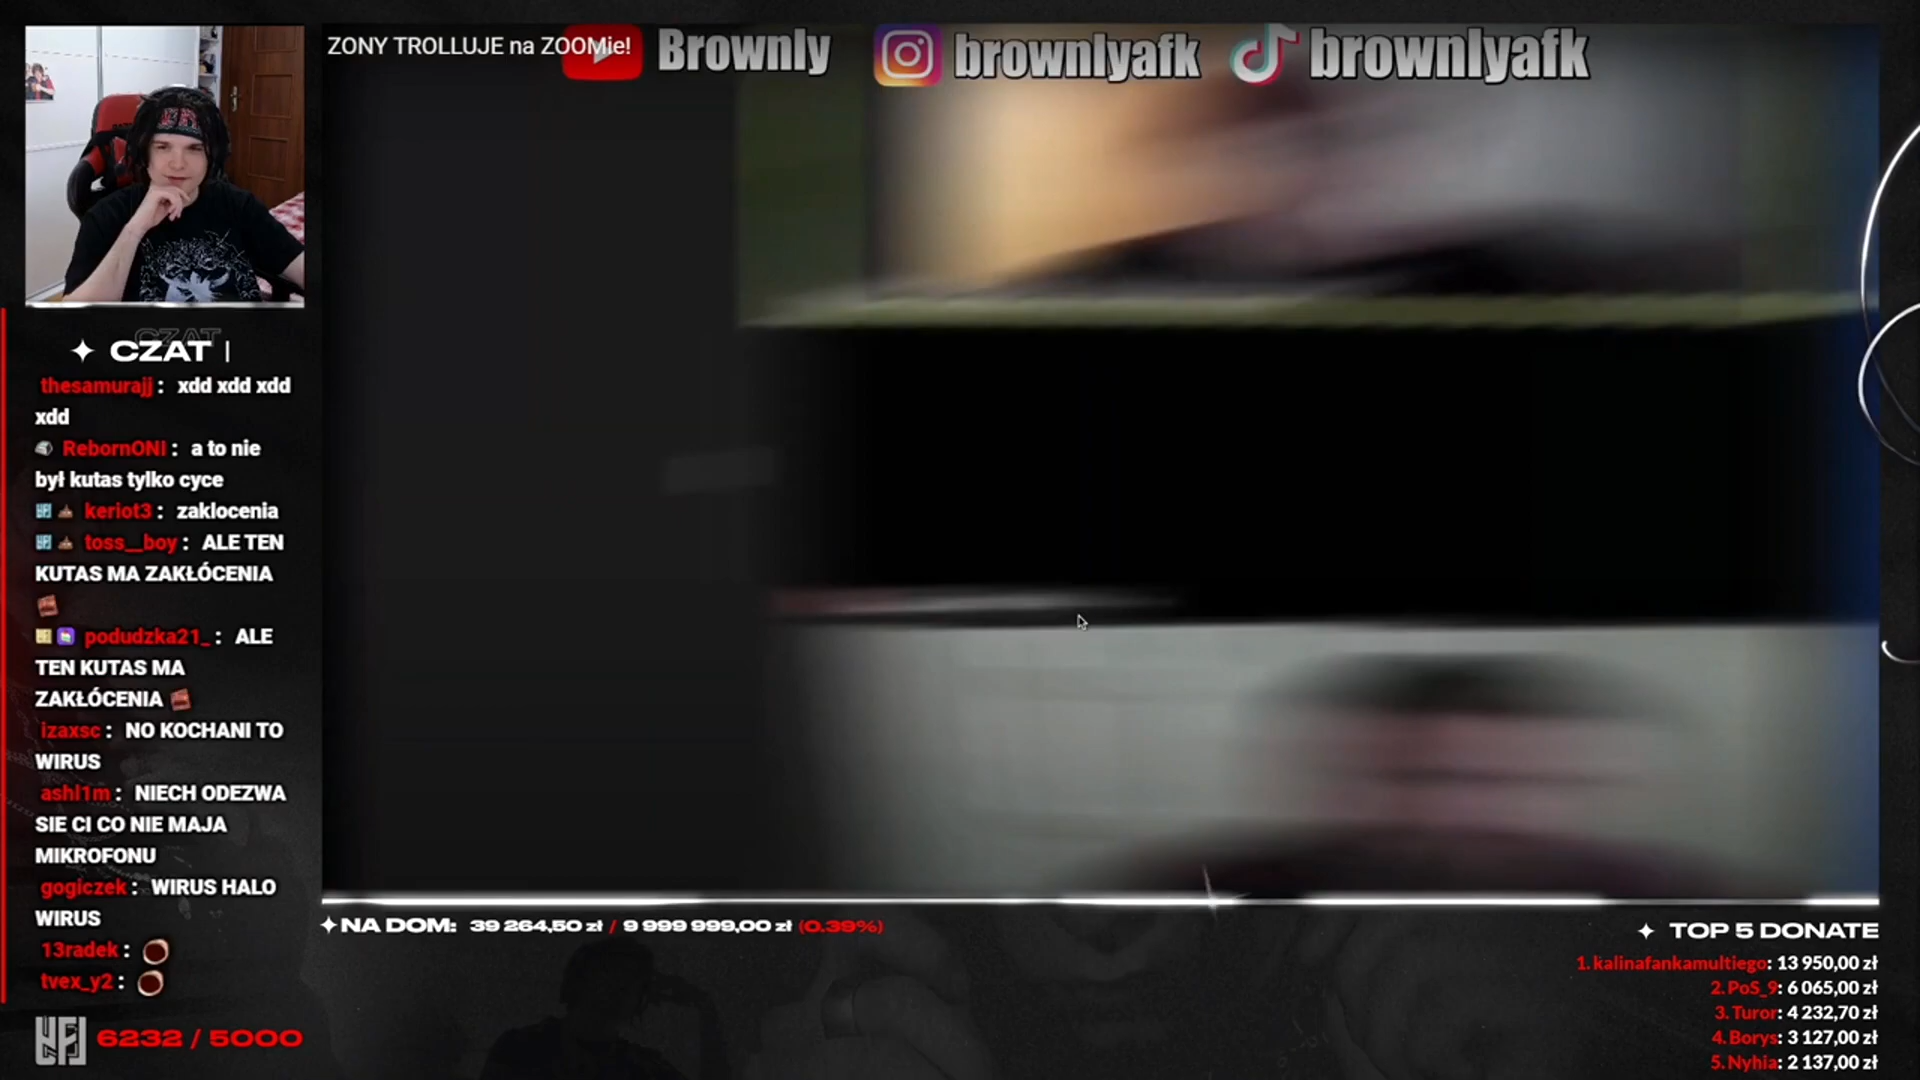 ZONY TROLLUJE na ZOOMie!
Brownly
brownlyafk
brownlyafk
CZAT
thesamurajj: xdd xdd xdd
xdd
RebornONI: a to nie
był kutas tylko cyce
keriot3: zaklocenia
toss__boy: ALE TEN
KUTAS MA ZAKŁÓCENIA
podudzka21_: ALE
TEN KUTAS MA
ZAKŁÓCENIA
izaxsc: NO KOCHANI TO
WIRUS
ashl1m: NIECH ODEZWA
SIE CI CO NIE MAJA
MIKROFONU
gogiczek: WIRUS HALO
WIRUS
13radek:
tvex_y2:
6232 / 5000
NA DOM: 39 264,50 zł / 9 999 999,00 zł (0.39%)
TOP 5 DONATE
1. kalinafankamultiego: 13 950,00 zł
2. PoS_9: 6 065,00 zł
3. Turor: 4 232,70 zł
4. Borys: 3 127,00 zł
5. Nyhia: 2 137,00 zł